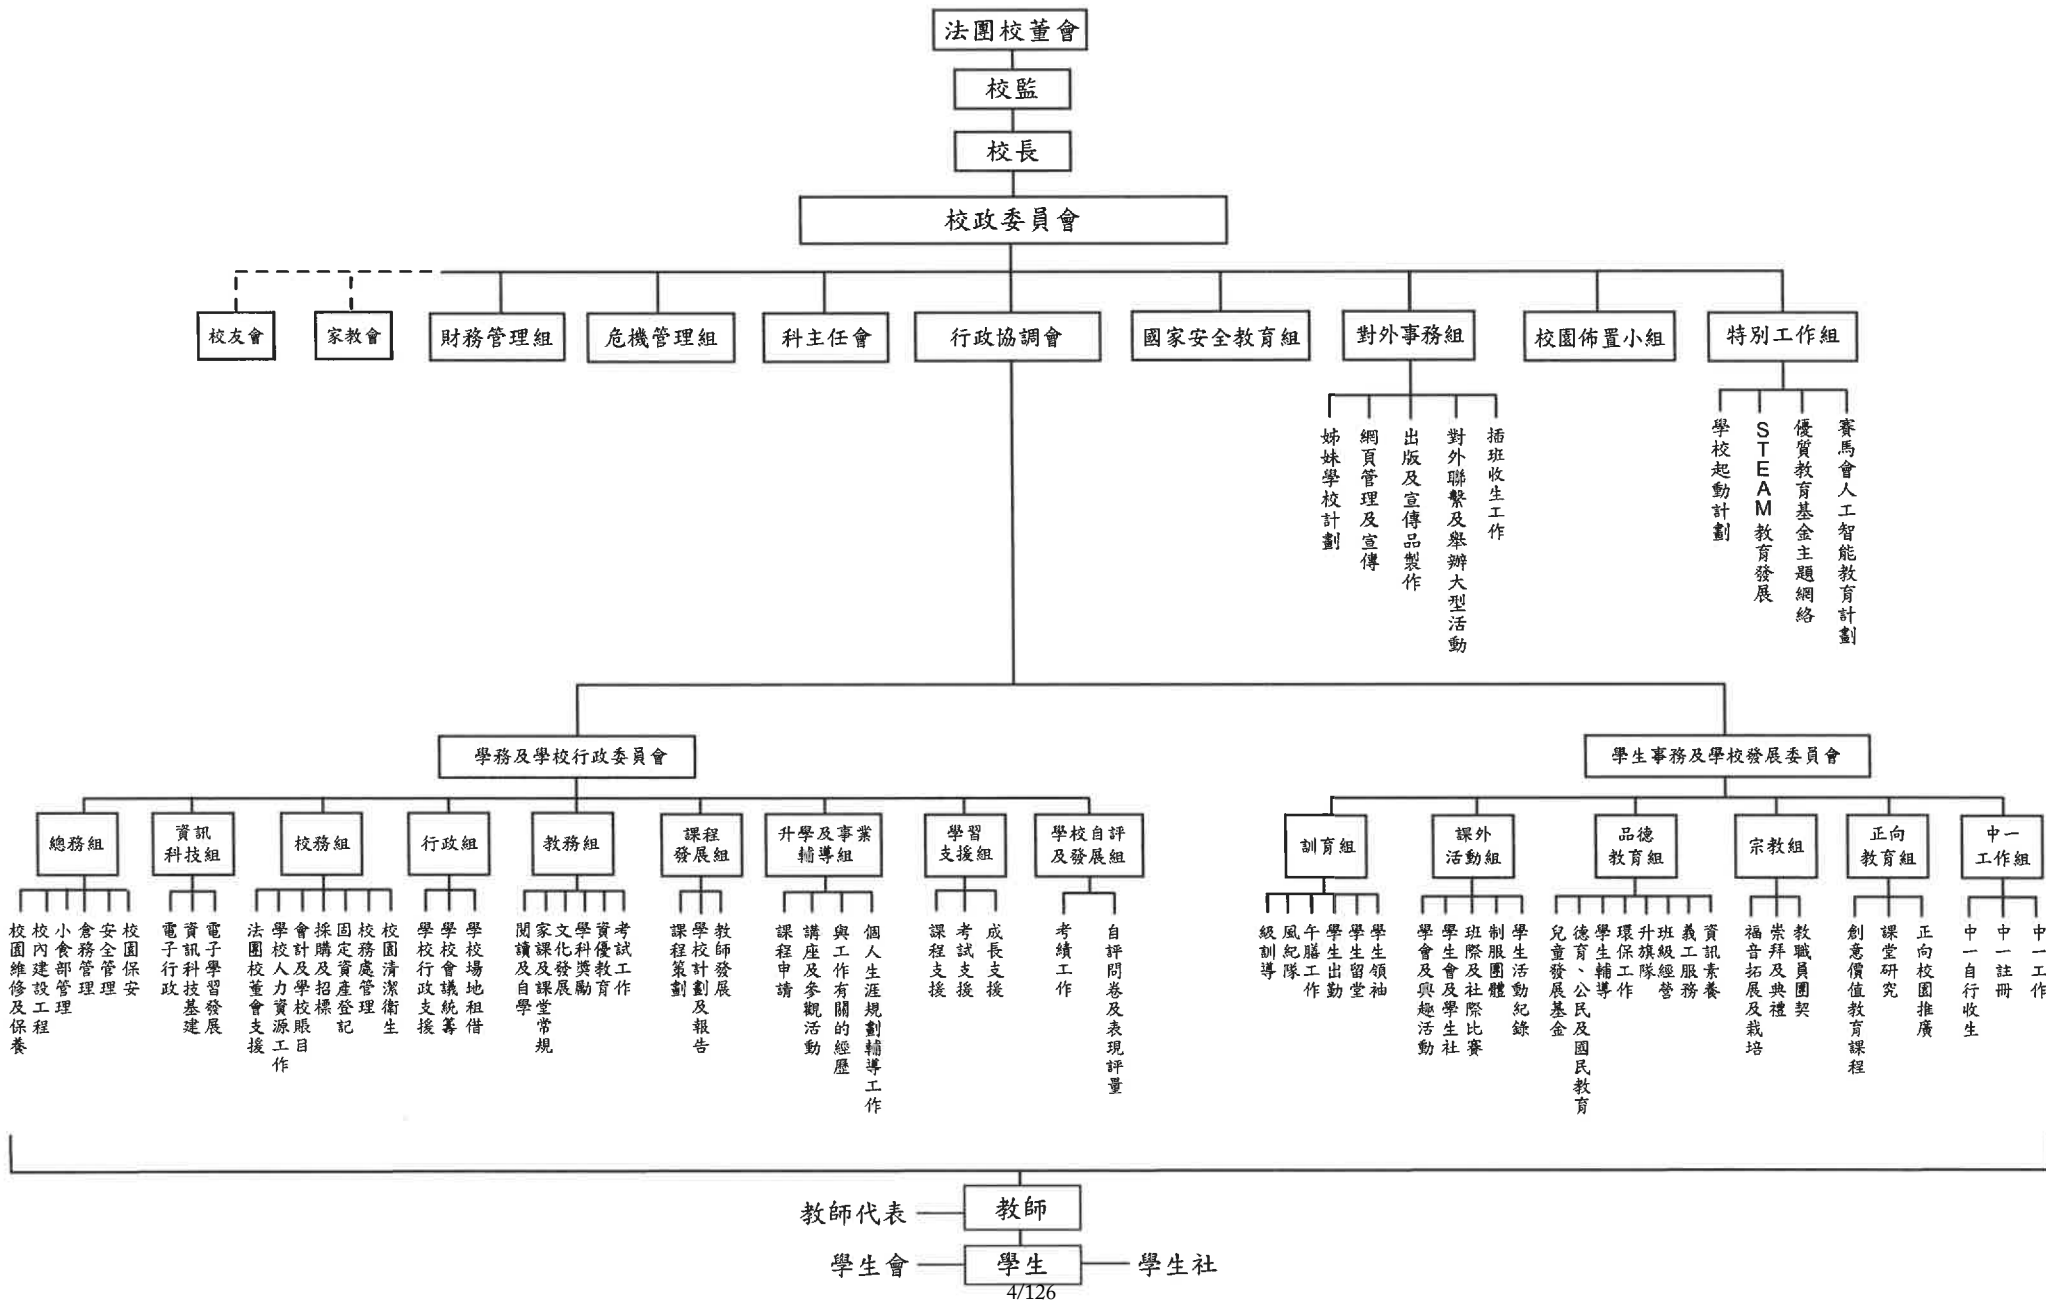 法團校董會
校監
校長
校政委員會
校友會
家教會
財務管理組
危機管理組
科主任會
行政協調會
國家安全教育組
對外事務組
校園佈置小組
特別工作組
姊妹學校計劃
網頁管理及宣傳
出版及宣傳品製作
對外聯繫及舉辦大型活動
插班收生工作
學校起動計劃
STEAM教育發展
優質教育基金主題網絡
賽馬會人工智能教育計劃
學務及學校行政委員會
學生事務及學校發展委員會
總務組
資訊
科技組
校務組
行政組
教務組
課程
發展組
升學及事業
輔導組
學習
支援組
學校自評
及發展組
訓育組
課外
活動組
品德
教育組
宗教組
正向
教育組
中一
工作組
校園維修及保養
校內建設工程
小食部管理
倉務管理
安全管理
校園保安
電子行政
資訊科技基建
電子學習發展
法團校董會支援
學校人力資源工作
會計及學校賬目
採購及招標
固定資產登記
校務處管理
校園清潔衛生
學校行政支援
學校會議統籌
學校場地租借
閱讀及自學
家課及課堂常規
文化發展
學科獎勵
資優教育
考試工作
課程策劃
學校計劃及報告
教師發展
課程申請
講座及參觀活動
與工作有關的經歷
個人生涯規劃輔導工作
課程支援
考試支援
成長支援
考績工作
自評問卷及表現評量
級訓導
風紀隊
午膳工作
學生出勤
學生留堂
學生領袖
學會及興趣活動
學生會及學生社
班際及社際比賽
制服團體
學生活動紀錄
兒童發展基金
德育、公民及國民教育
學生輔導
環保工作
升旗隊
班級經營
義工服務
資訊素養
福音拓展及栽培
崇拜及典禮
教職員團契
創意價值教育課程
課堂研究
正向校園推廣
中一自行收生
中一註冊
中一工作
教師代表
教師
學生會
學生
學生社
4/126